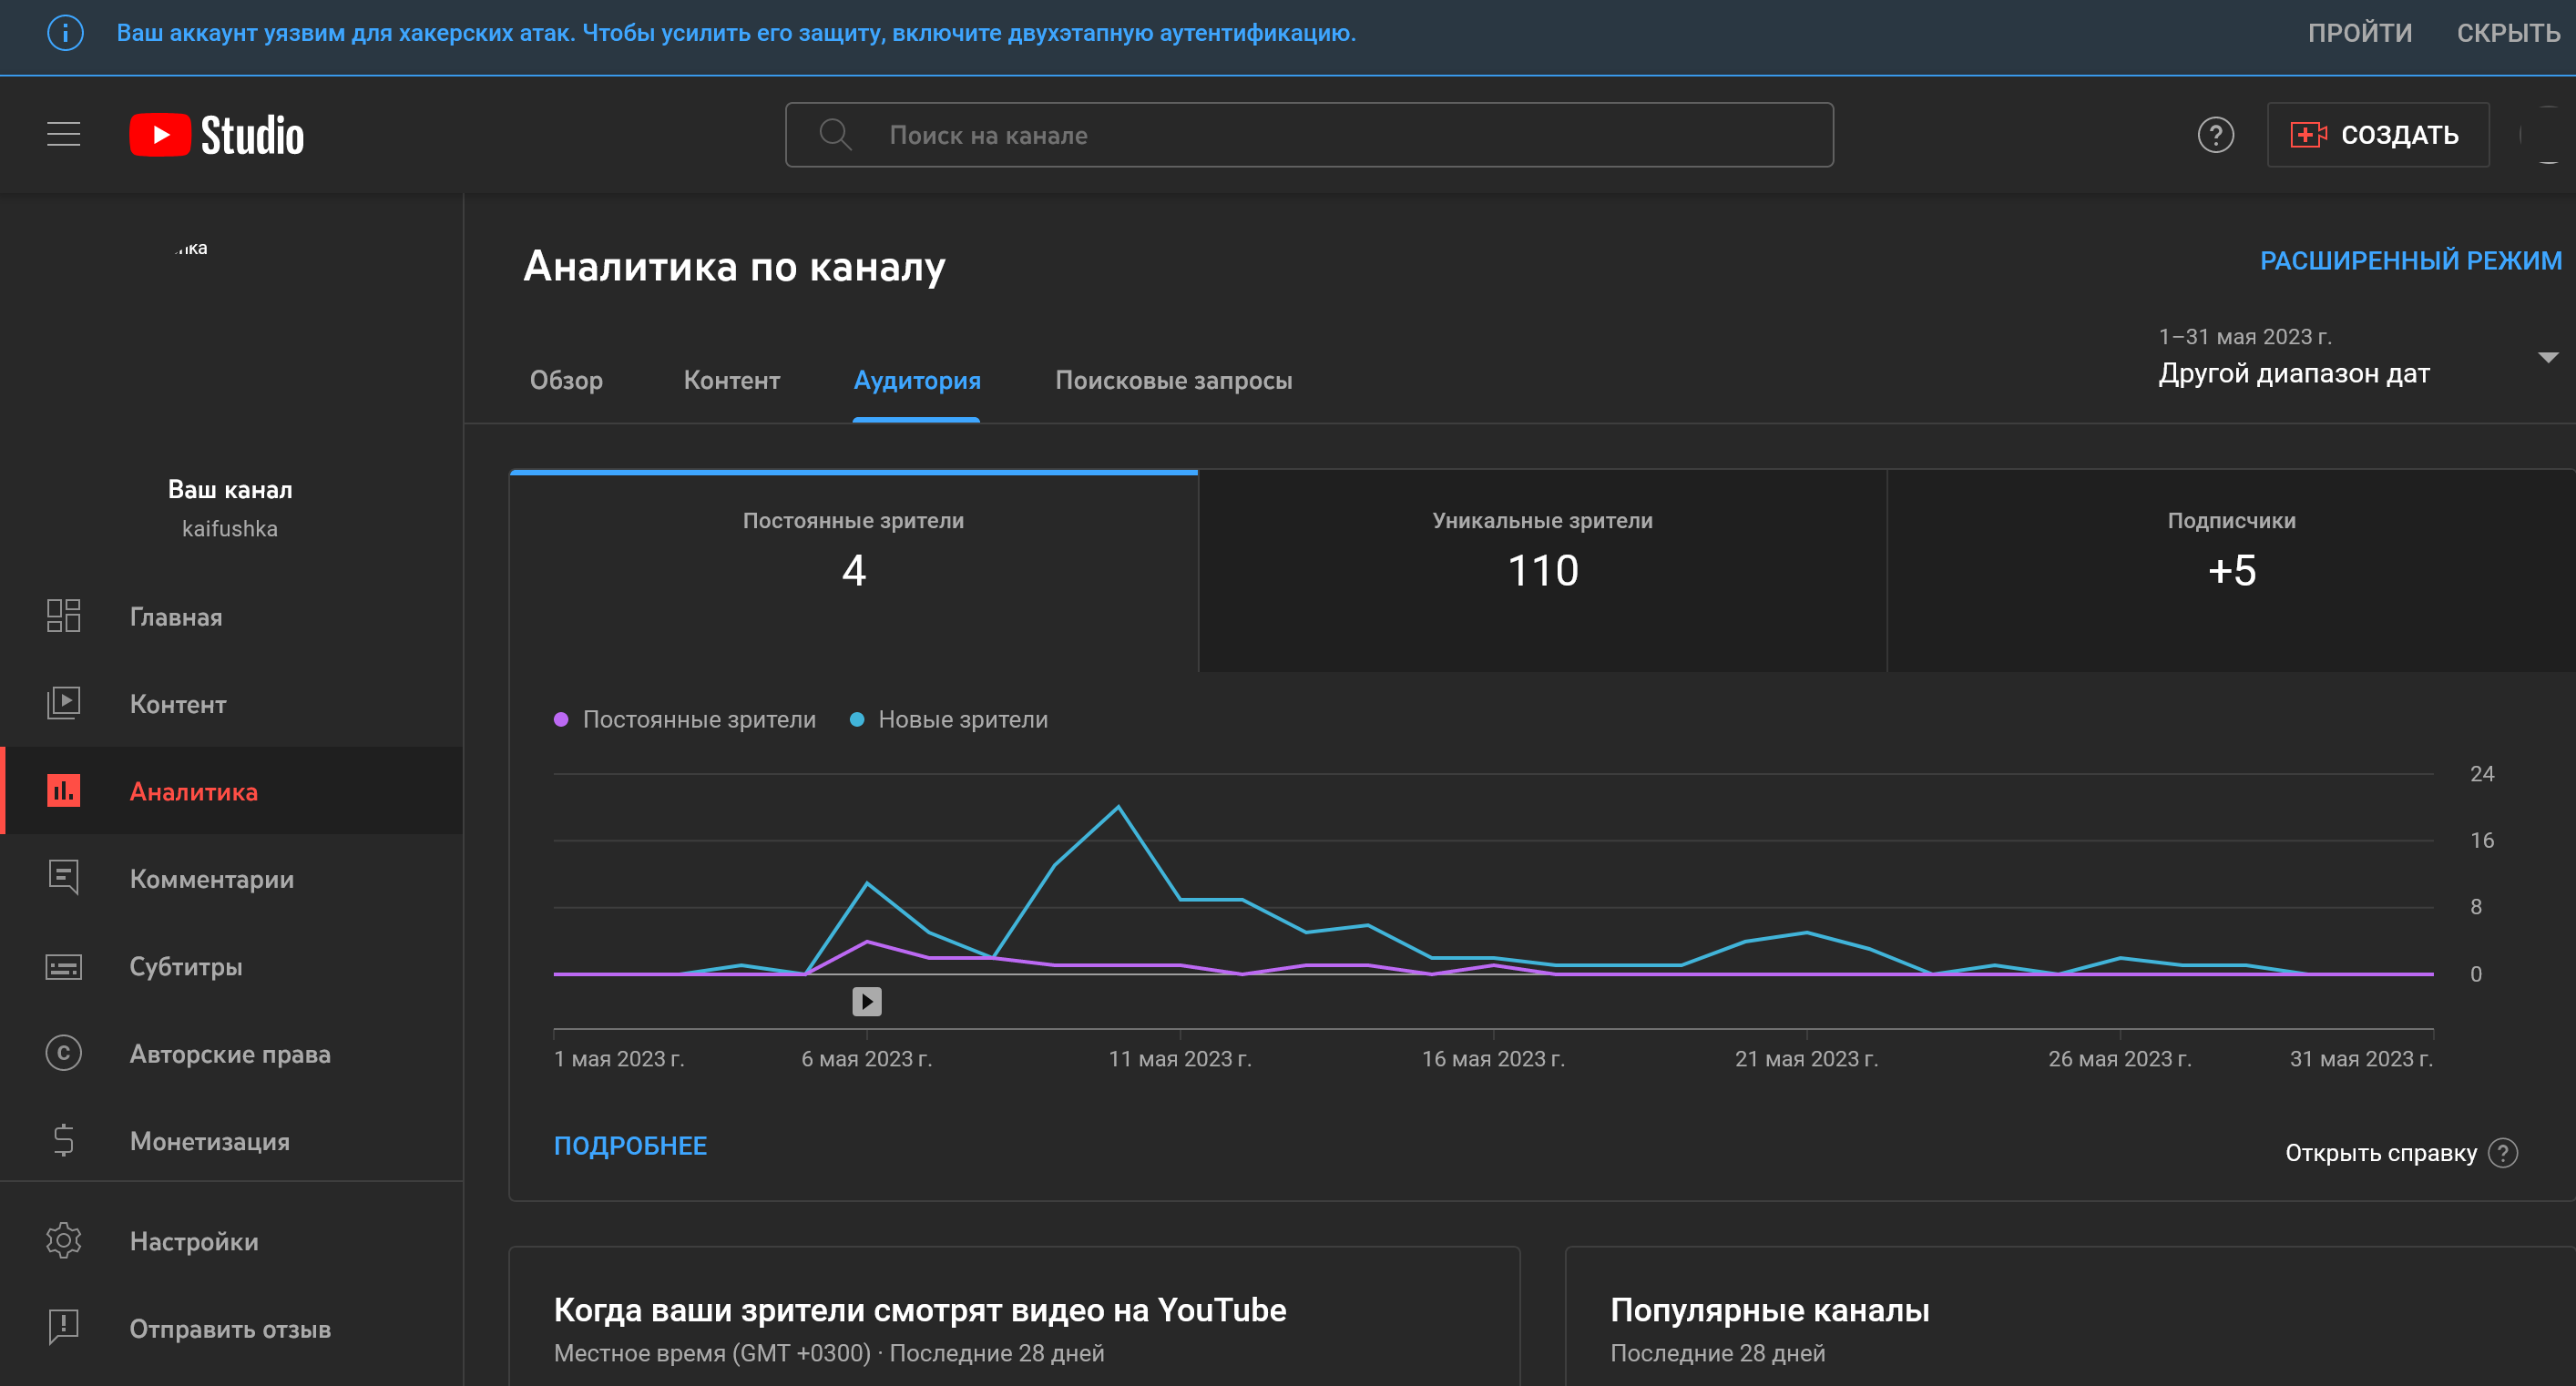 Ваш аккаунт уязвим для хакерских атак. Чтобы усилить его защиту, включите двухэтапную аутентификацию.
ПРОЙТИ
СКРЫТЬ
Studio
Поиск на канале
СОЗДАТЬ
Ваш канал
kaifushka
Главная
Контент
Аналитика
Комментарии
Субтитры
Авторские права
Монетизация
Настройки
Отправить отзыв
Аналитика по каналу
РАСШИРЕННЫЙ РЕЖИМ
Обзор
Контент
Аудитория
Поисковые запросы
1–31 мая 2023 г.
Другой диапазон дат
Постоянные зрители
4
Уникальные зрители
110
Подписчики
+5
Постоянные зрители
Новые зрители
24
16
8
0
1 мая 2023 г.
6 мая 2023 г.
11 мая 2023 г.
16 мая 2023 г.
21 мая 2023 г.
26 мая 2023 г.
31 мая 2023 г.
ПОДРОБНЕЕ
Открыть справку
Когда ваши зрители смотрят видео на YouTube
Местное время (GMT +0300) · Последние 28 дней
Популярные каналы
Последние 28 дней